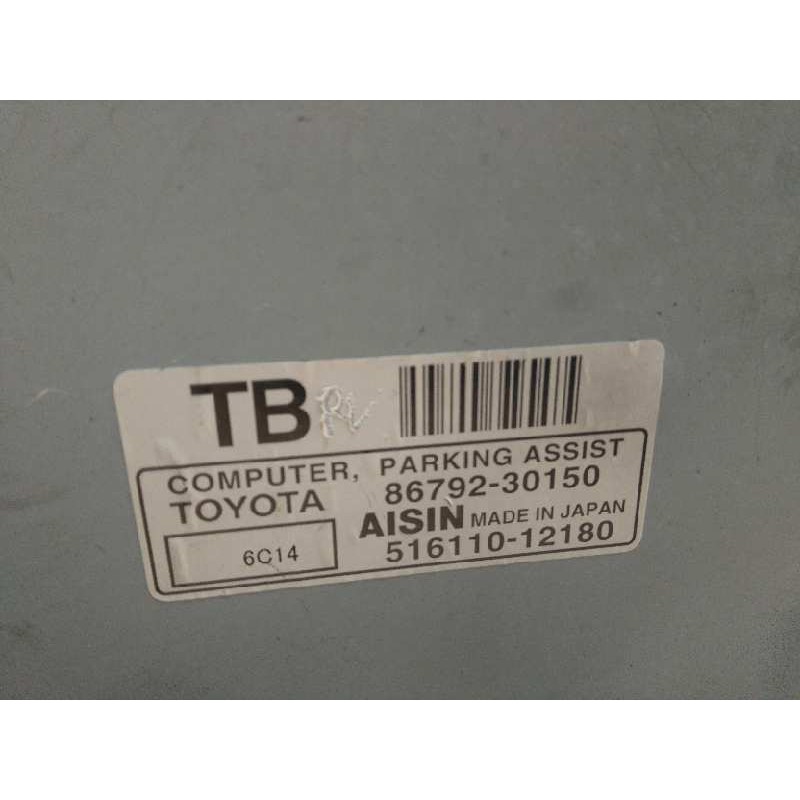 TB
COMPUTER, PARKING ASSIST
TOYOTA 86792-30150
AISIN MADE IN JAPAN
6C14 516110-12180